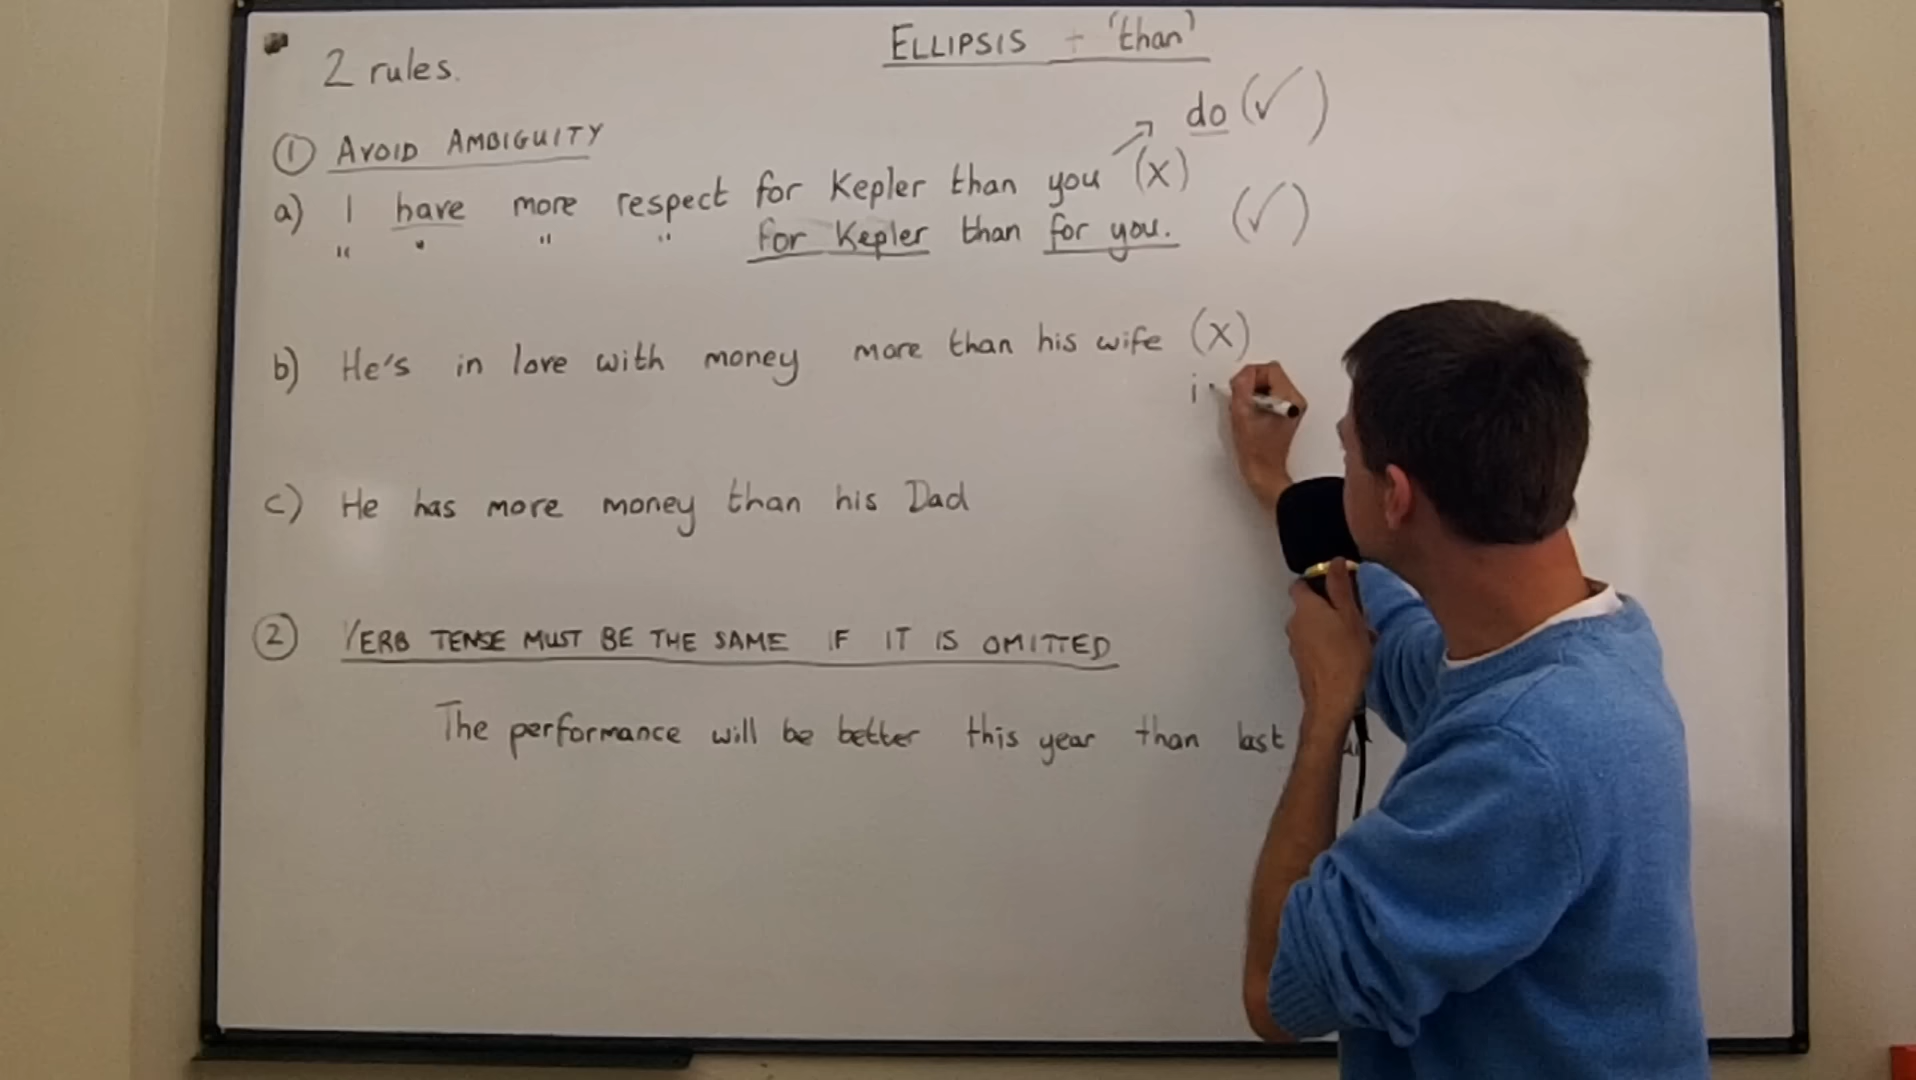 ELLIPSIS + 'than'
2 rules.
① AVOID AMBIGUITY
do (✓)
a) I have more respect for Kepler than you (x)
" " " " for Kepler than for you. (✓)
b) He's in love with money more than his wife (x)
c) He has more money than his Dad
② VERB TENSE MUST BE THE SAME IF IT IS OMITTED
The performance will be better this year than last